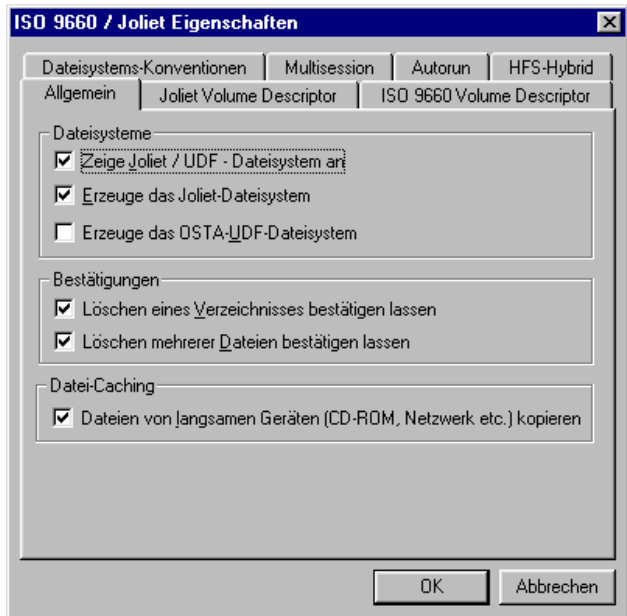 ISO 9660 / Joliet Eigenschaften
Dateisystems-Konventionen Multisession Autorun HFS-Hybrid
Allgemein Joliet Volume Descriptor ISO 9660 Volume Descriptor
Dateisysteme
Zeige Joliet / UDF - Dateisystem an
Erzeuge das Joliet-Dateisystem
Erzeuge das OSTA-UDF-Dateisystem
Bestätigungen
Löschen eines Verzeichnisses bestätigen lassen
Löschen mehrerer Dateien bestätigen lassen
Datei-Caching
Dateien von langsamen Geräten (CD-ROM, Netzwerk etc.) kopieren
OK Abbrechen